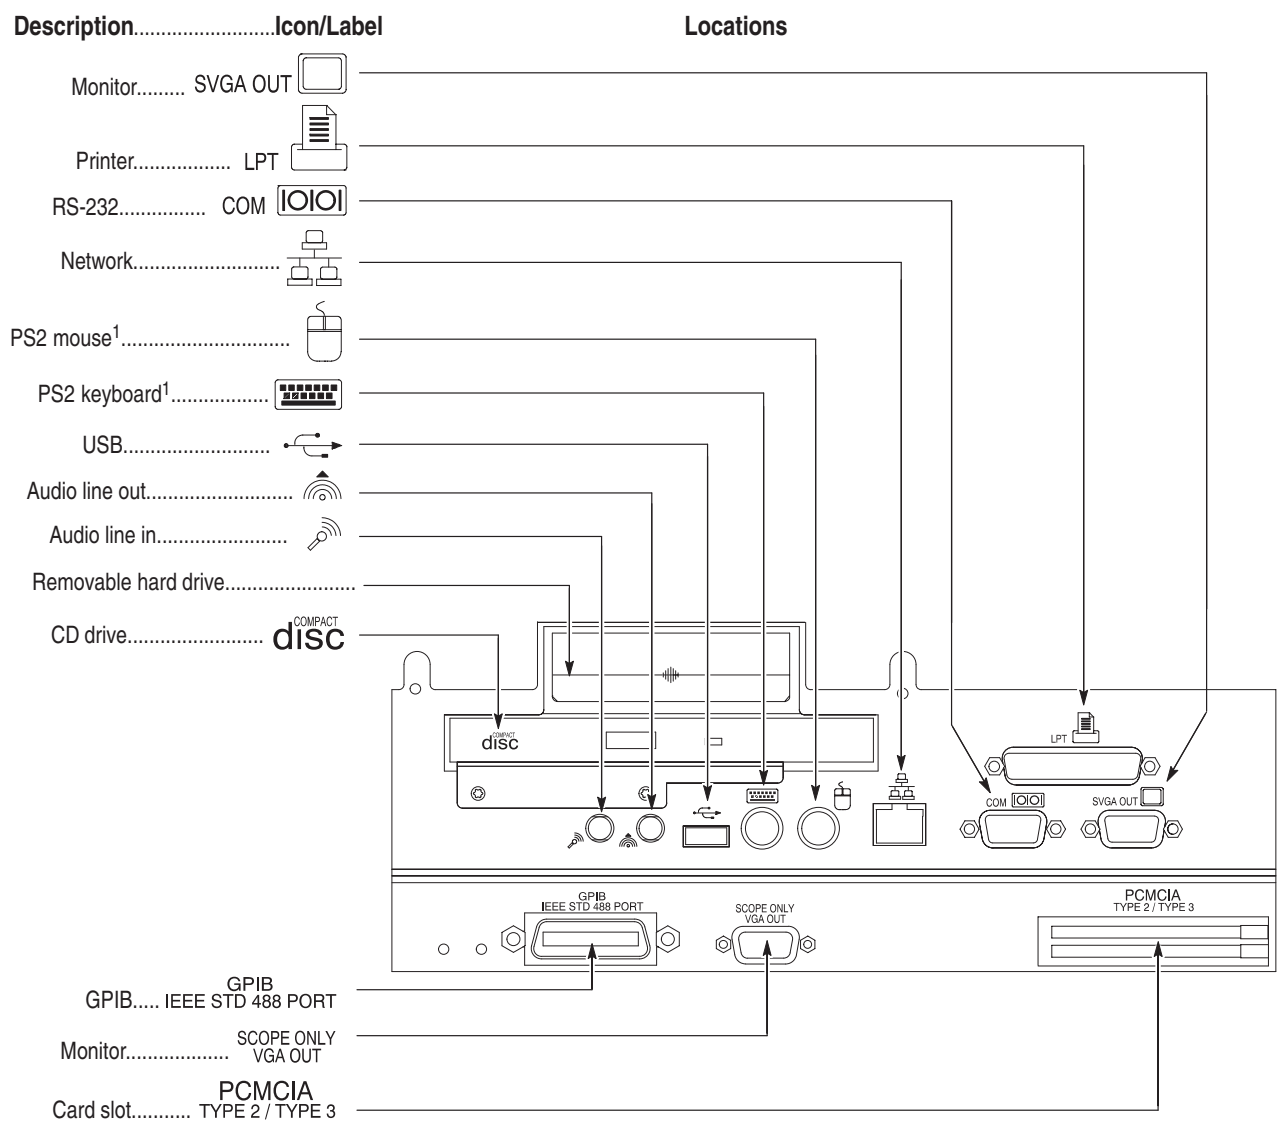 Description..........................Icon/Label Locations
Monitor......... SVGA OUT
Printer.................. LPT
RS-232................ COM IOIOI
Network...........................
PS2 mouse1...............................
PS2 keyboard1..................
USB...........................
Audio line out...........................
Audio line in........................
Removable hard drive........................
CD drive......................... COMPACT disc
COMPACT
disc
LPT
COM IOIOI
SVGA OUT
GPIB
IEEE STD 488 PORT
SCOPE ONLY
VGA OUT
PCMCIA
TYPE 2 / TYPE 3
GPIB..... GPIB
IEEE STD 488 PORT
Monitor................... SCOPE ONLY
VGA OUT
Card slot........... PCMCIA
TYPE 2 / TYPE 3